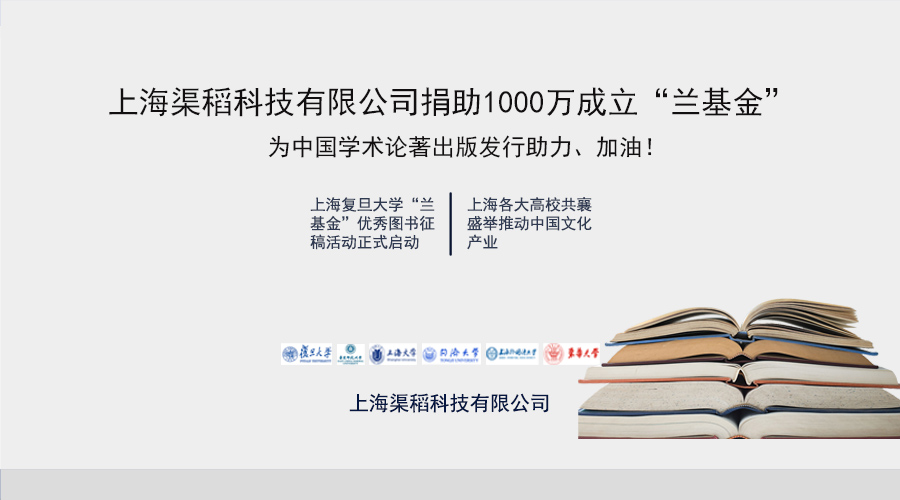 上海渠稻科技有限公司捐助1000万成立“兰基金”
为中国学术论著出版发行助力、加油！
上海复旦大学“兰
基金”优秀图书征
稿活动正式启动
上海各大高校共襄
盛举推动中国文化
产业
復旦大学
上海大学
同济大学
东华大学
上海渠稻科技有限公司